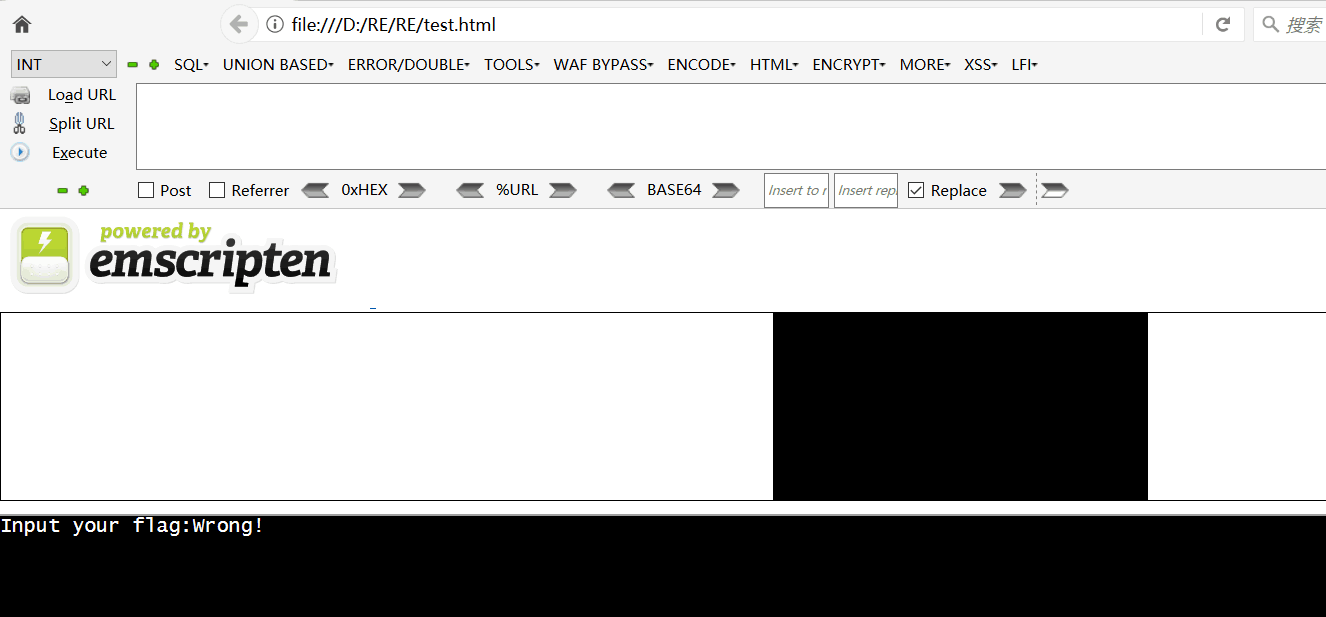 file:///D:/RE/RE/test.html 搜索
INT SQL UNION BASED ERROR/DOUBLE TOOLS WAF BYPASS ENCODE HTML ENCRYPT MORE XSS LFI
Load URL
Split URL
Execute
Post Referrer 0xHEX %URL BASE64 Insert to r Insert repl Replace
powered by
emscripten
Input your flag:Wrong!